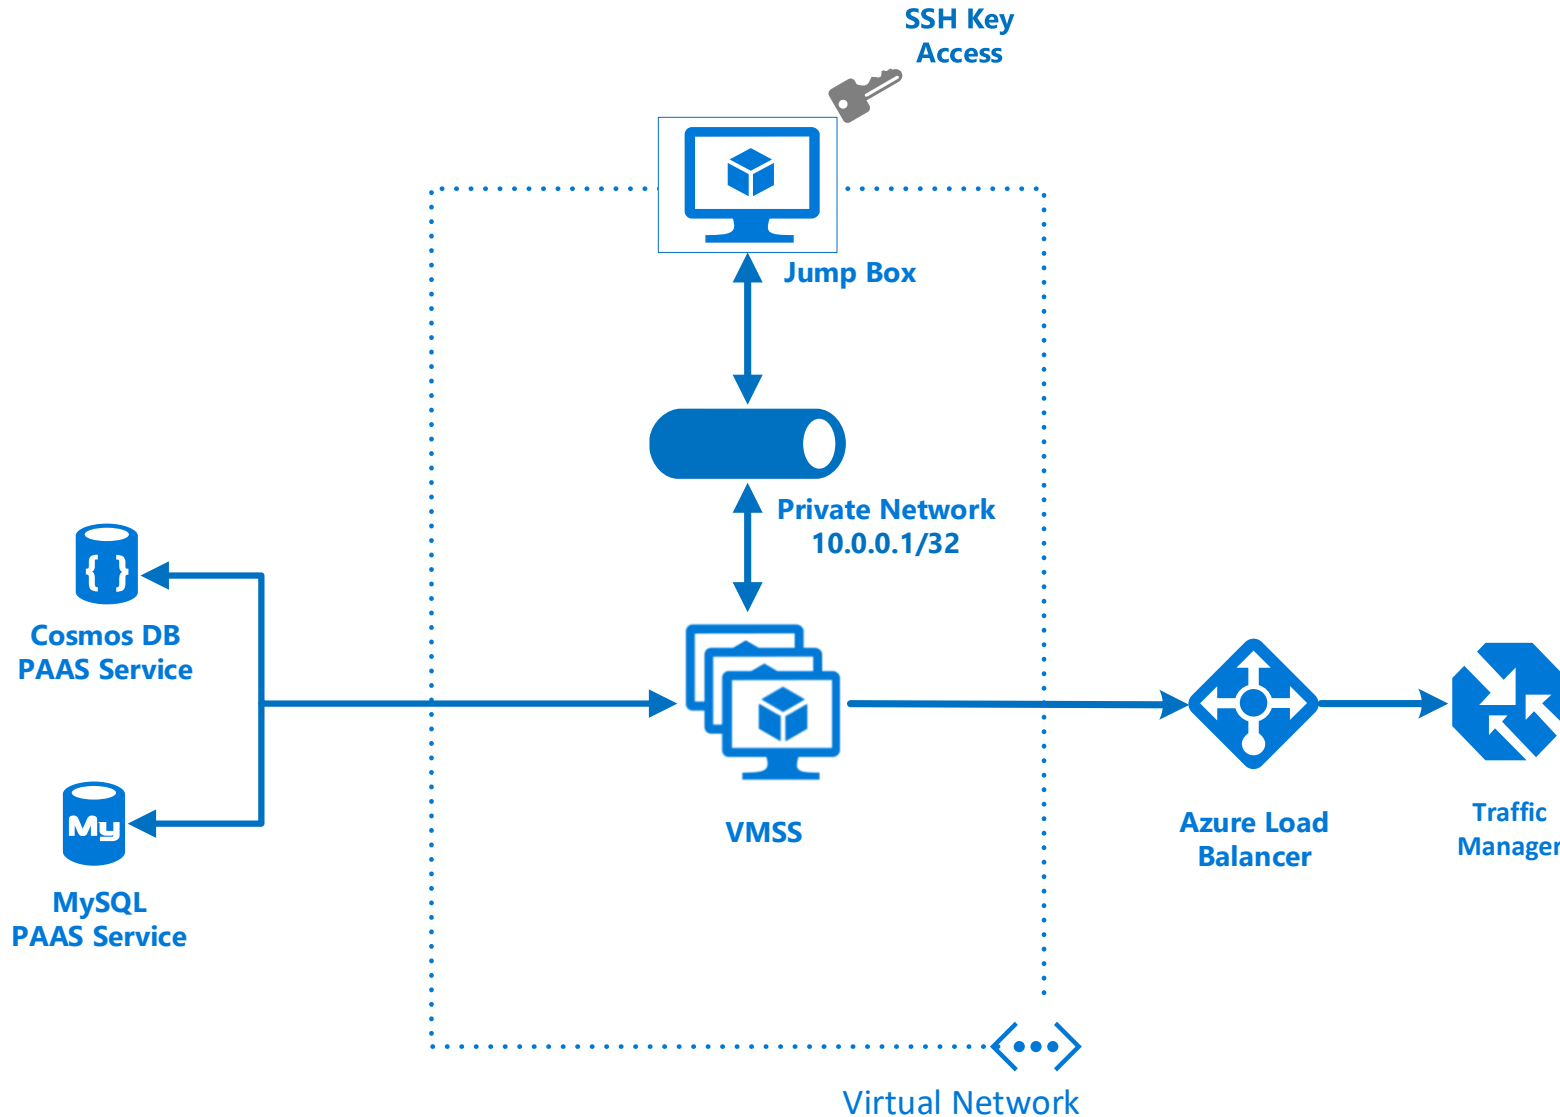 SSH Key
Access
Jump Box
Private Network
10.0.0.1/32
{ }
Cosmos DB
PAAS Service
My
MySQL
PAAS Service
VMSS
Azure Load
Balancer
Traffic
Manager
Virtual Network